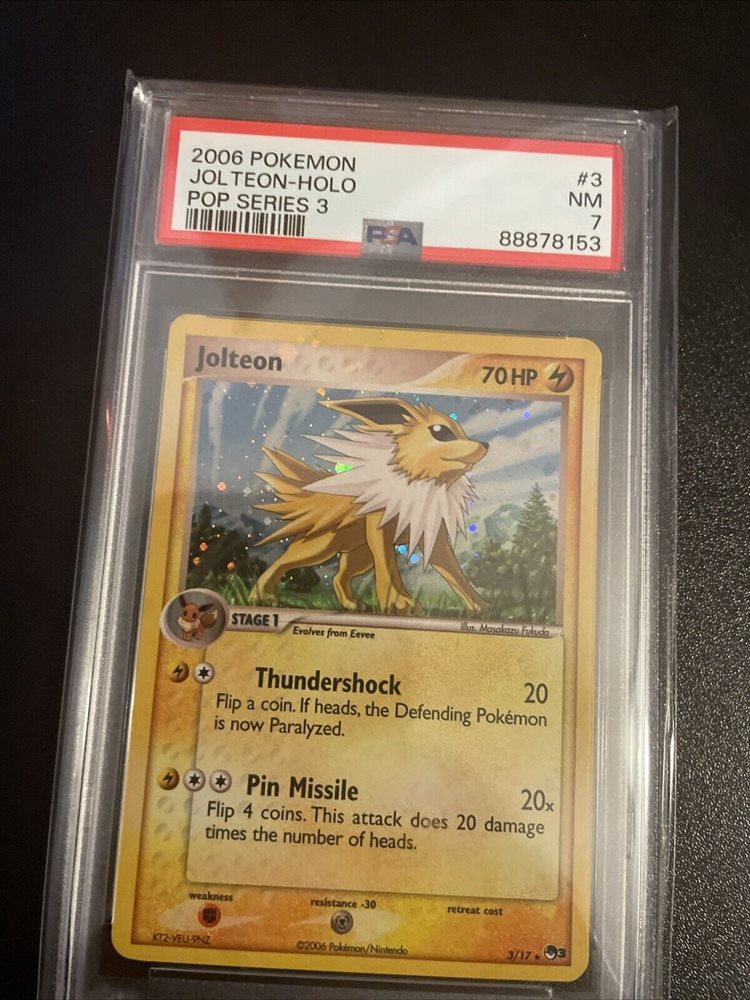 2006 POKEMON
#3
JOLTEON-HOLO
NM
POP SERIES 3
7
PSA
88878153
Jolteon
70 HP
STAGE 1
Evolves from Eevee
Illus. Masakazu Fukuda
Thundershock
20
Flip a coin. If heads, the Defending Pokémon
is now Paralyzed.
Pin Missile
20x
Flip 4 coins. This attack does 20 damage
times the number of heads.
weakness
resistance -30
retreat cost
KT2-VEU-9NZ
©2006 Pokémon/Nintendo
3/17 ★ 3